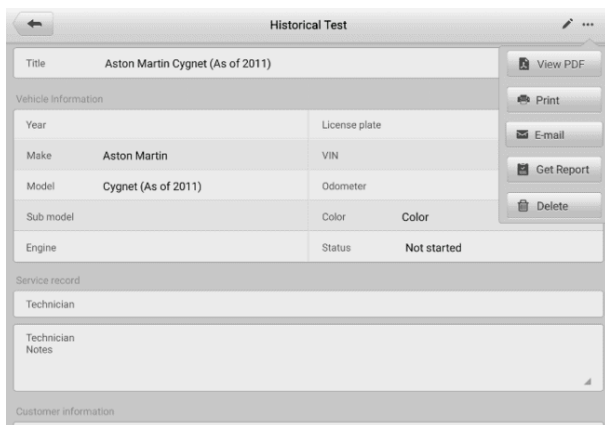 Historical Test
Title Aston Martin Cygnet (As of 2011)
View PDF
Vehicle Information
Print
Year License plate
E-mail
Make Aston Martin VIN
Get Report
Model Cygnet (As of 2011) Odometer
Delete
Sub model Color Color
Engine Status Not started
Service record
Technician
Technician
Notes
Customer information